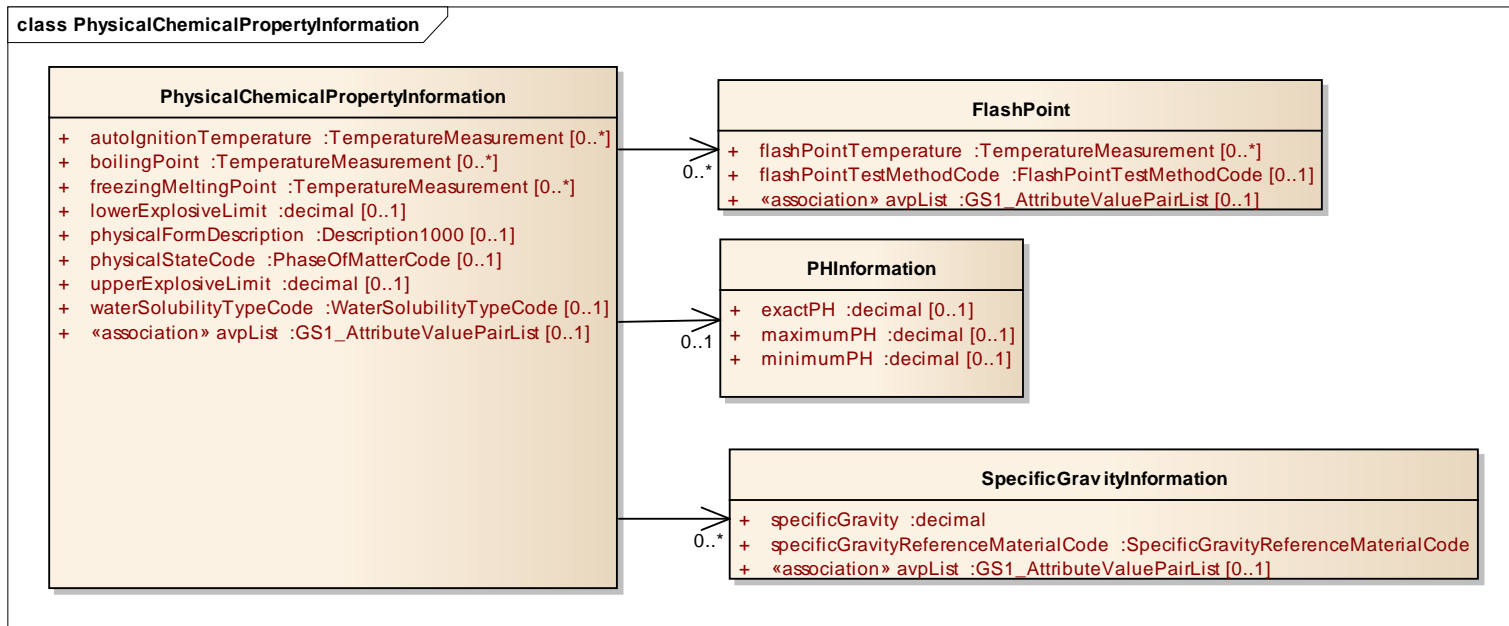 class PhysicalChemicalPropertyInformation
PhysicalChemicalPropertyInformation
+ autoIgnitionTemperature :TemperatureMeasurement [0..*]
+ boilingPoint :TemperatureMeasurement [0..*]
+ freezingMeltingPoint :TemperatureMeasurement [0..*]
+ lowerExplosiveLimit :decimal [0..1]
+ physicalFormDescription :Description1000 [0..1]
+ physicalStateCode :PhaseOfMatterCode [0..1]
+ upperExplosiveLimit :decimal [0..1]
+ waterSolubilityTypeCode :WaterSolubilityTypeCode [0..1]
+ «association» avpList :GS1_AttributeValuePairList [0..1]
0..*
FlashPoint
+ flashPointTemperature :TemperatureMeasurement [0..*]
+ flashPointTestMethodCode :FlashPointTestMethodCode [0..1]
+ «association» avpList :GS1_AttributeValuePairList [0..1]
0..1
PHInformation
+ exactPH :decimal [0..1]
+ maximumPH :decimal [0..1]
+ minimumPH :decimal [0..1]
0..*
SpecificGravityInformation
+ specificGravity :decimal
+ specificGravityReferenceMaterialCode :SpecificGravityReferenceMaterialCode
+ «association» avpList :GS1_AttributeValuePairList [0..1]